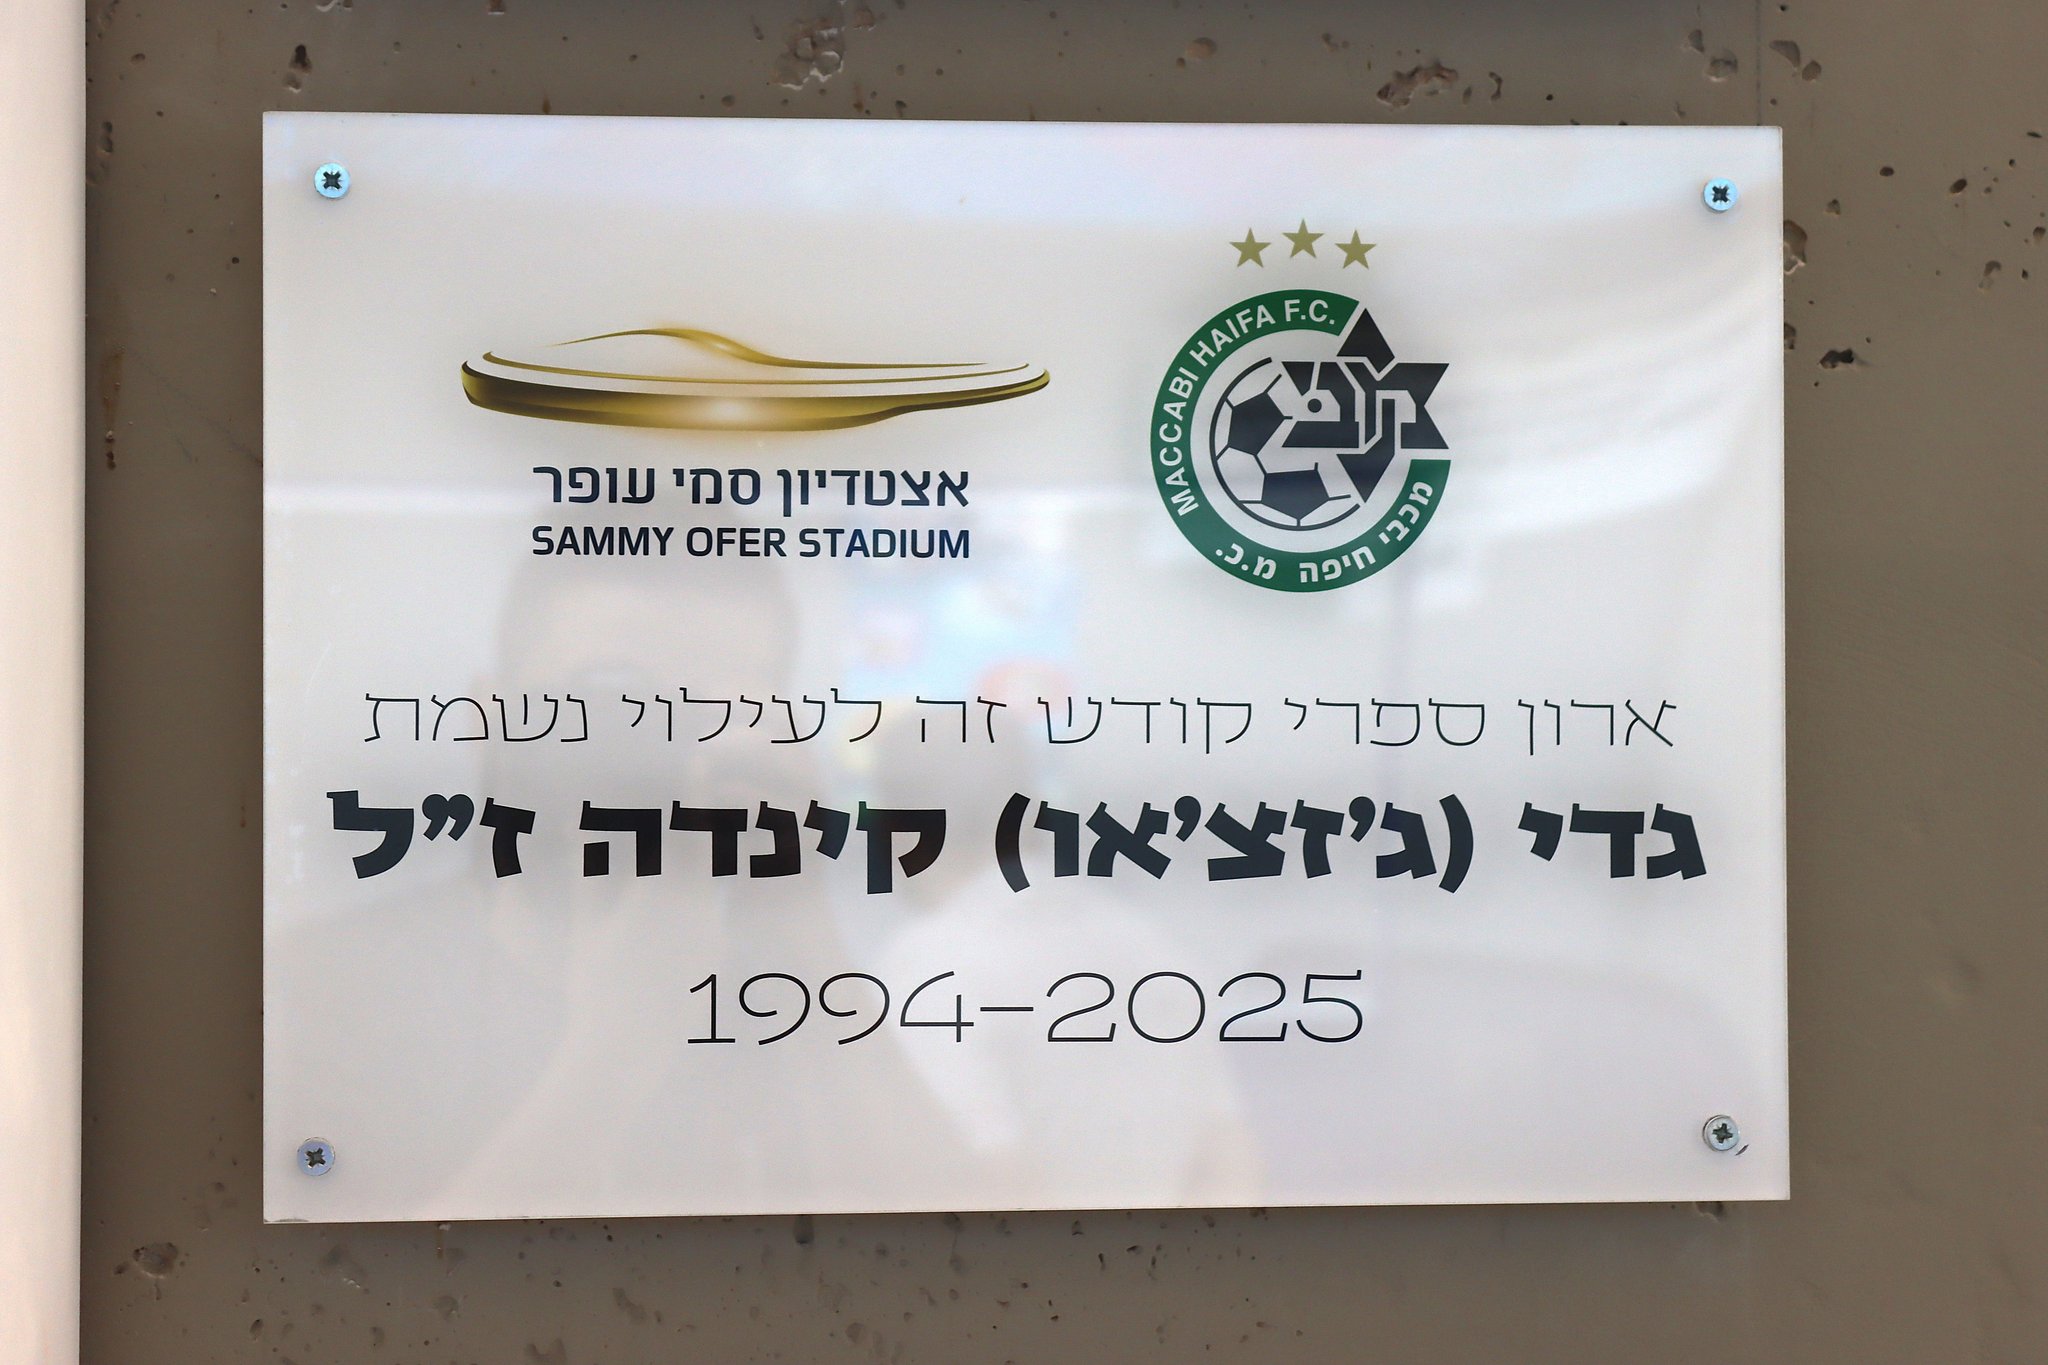 אצטדיון סמי עופר
SAMMY OFER STADIUM
MACCABI HAIFA F.C.
מכבי חיפה מ.כ.
ארון ספרי קודש זה לעילוי נשמת
גדי (ג'זצ'או) קינדה ז"ל
1994-2025